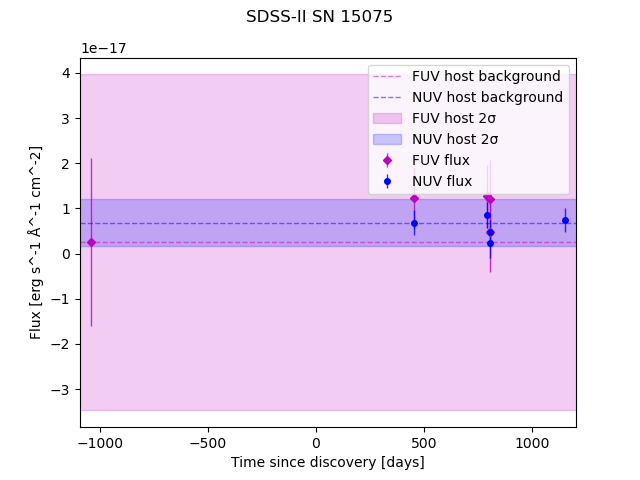 SDSS-II SN 15075
1e−17
FUV host background
NUV host background
FUV host 2σ
NUV host 2σ
FUV flux
NUV flux
4
3
2
1
0
−1
−2
−3
Flux [erg s^-1 Å^-1 cm^-2]
−1000
−500
0
500
1000
Time since discovery [days]